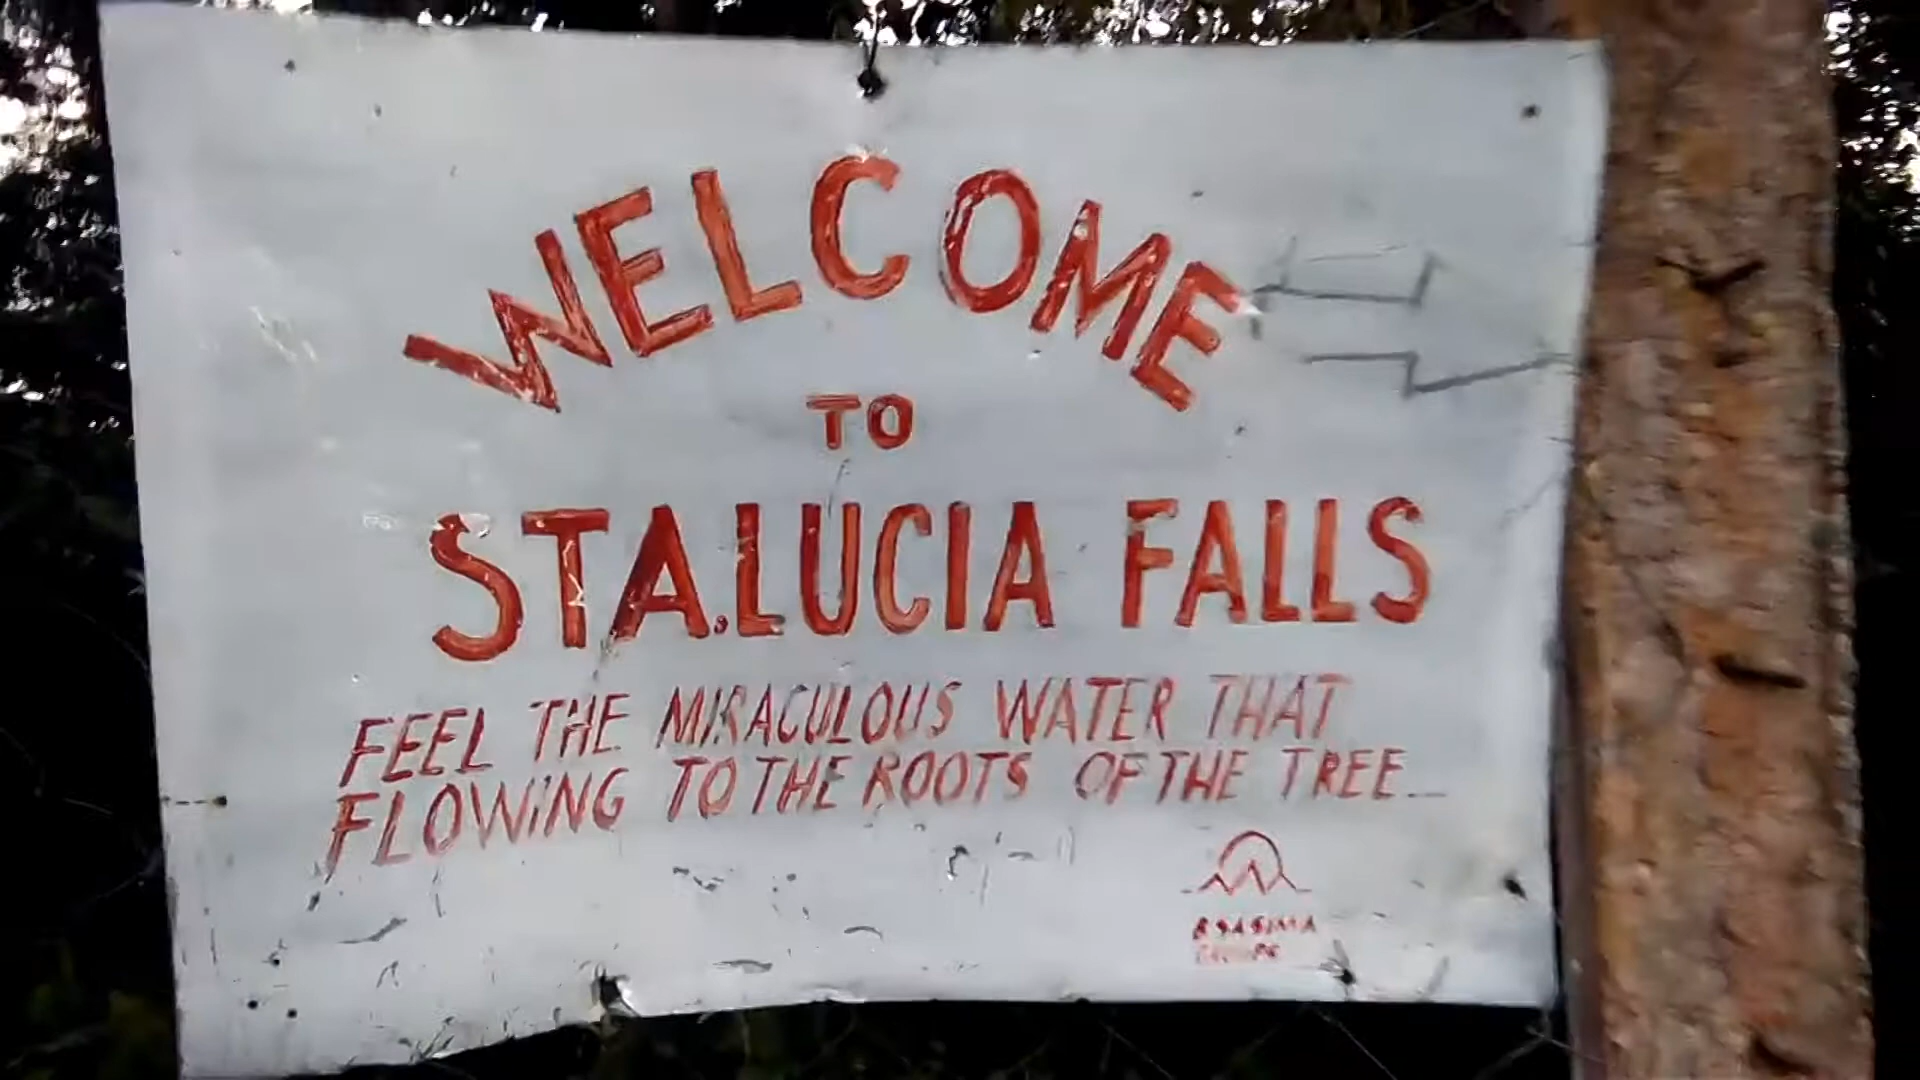 WELCOME
TO
STA.LUCIA FALLS
FEEL THE MIRACULOUS WATER THAT
FLOWING TO THE ROOTS OF THE TREE...